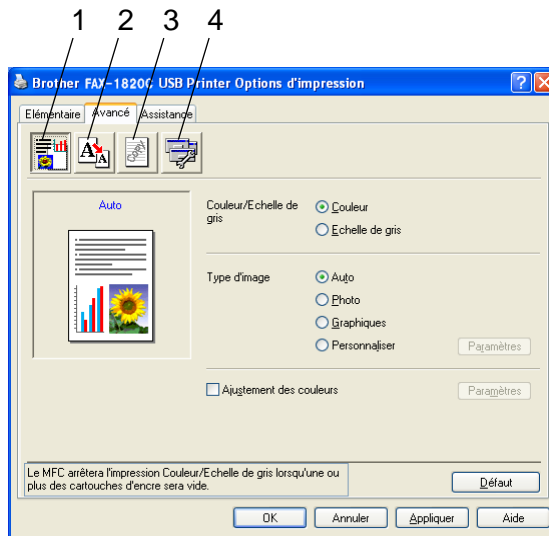 1 2 3 4
Brother FAX-1820C USB Printer Options d'impression
Elémentaire Avancé Assistance
A A
copy
Auto
Couleur/Echelle de gris
Couleur
Echelle de gris
Type d'image
Auto
Photo
Graphiques
Personnaliser
Paramètres
Ajustement des couleurs
Paramètres
Le MFC arrêtera l'impression Couleur/Echelle de gris lorsqu'une ou
plus des cartouches d'encre sera vide.
Défaut
OK Annuler Appliquer Aide